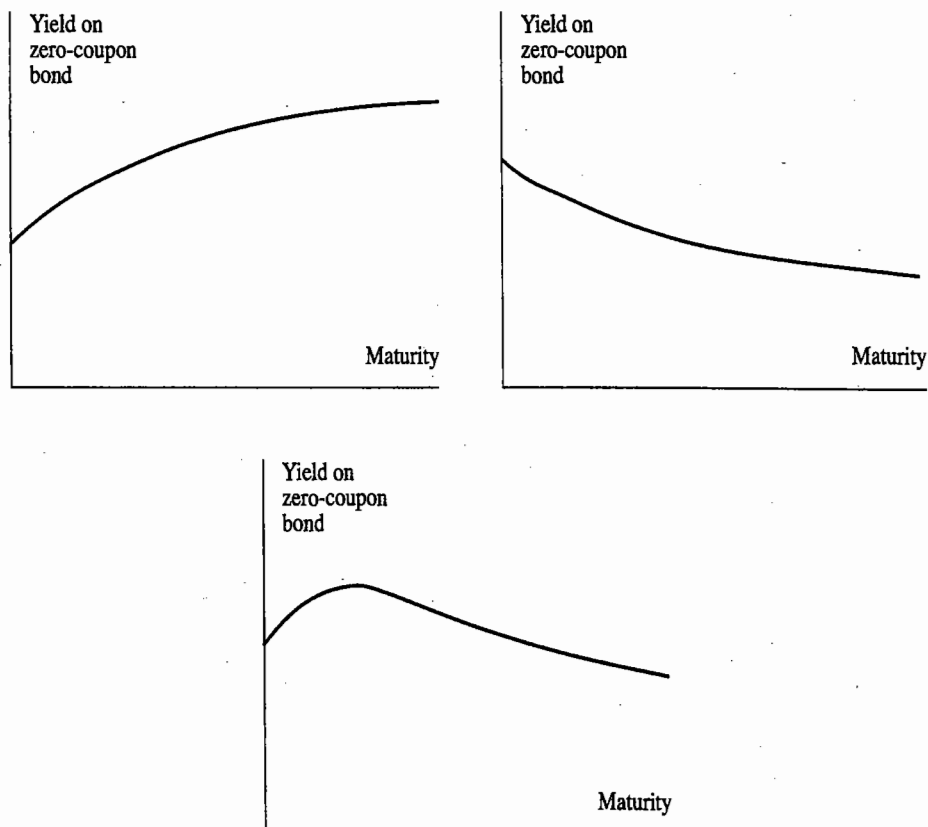 Yield on
zero-coupon
bond
Maturity
Yield on
zero-coupon
bond
Maturity
Yield on
zero-coupon
bond
Maturity